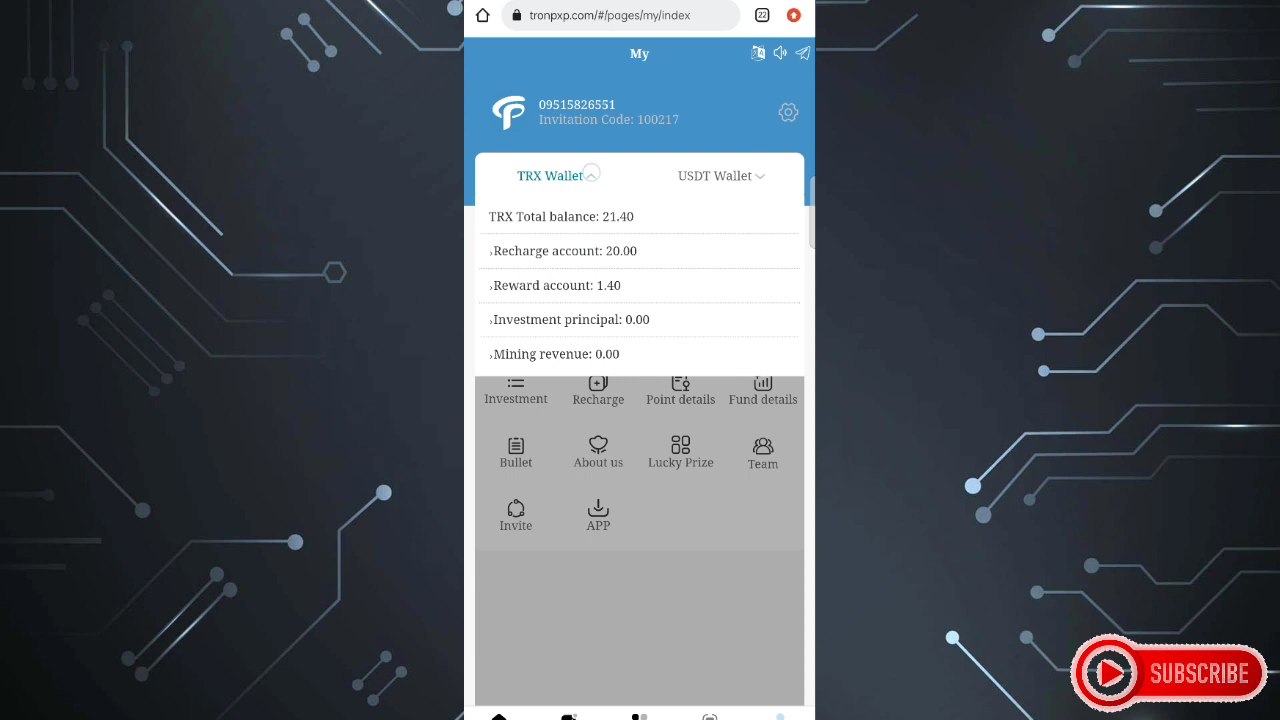 22
tronpxp.com/#/pages/my/index
My
09515826551
Invitation Code: 100217
TRX Wallet
USDT Wallet
TRX Total balance: 21.40
Recharge account: 20.00
Reward account: 1.40
Investment principal: 0.00
Mining revenue: 0.00
Investment
Recharge
Point details
Fund details
Bullet
About us
Lucky Prize
Team
Invite
APP
SUBSCRIBE